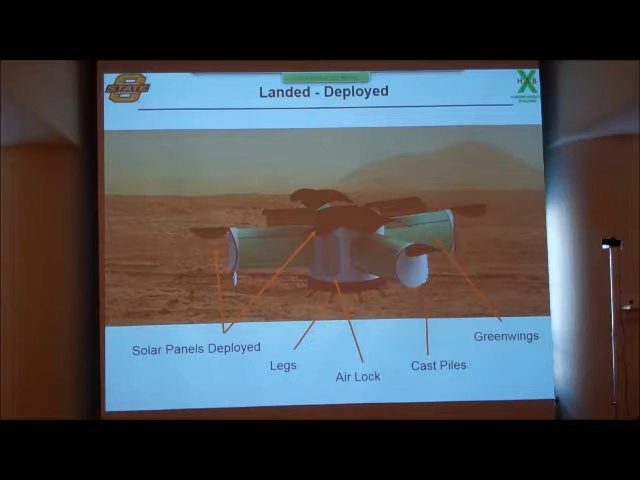 STATE
X
H B
Landed - Deployed
Solar Panels Deployed
Legs
Air Lock
Cast Piles
Greenwings